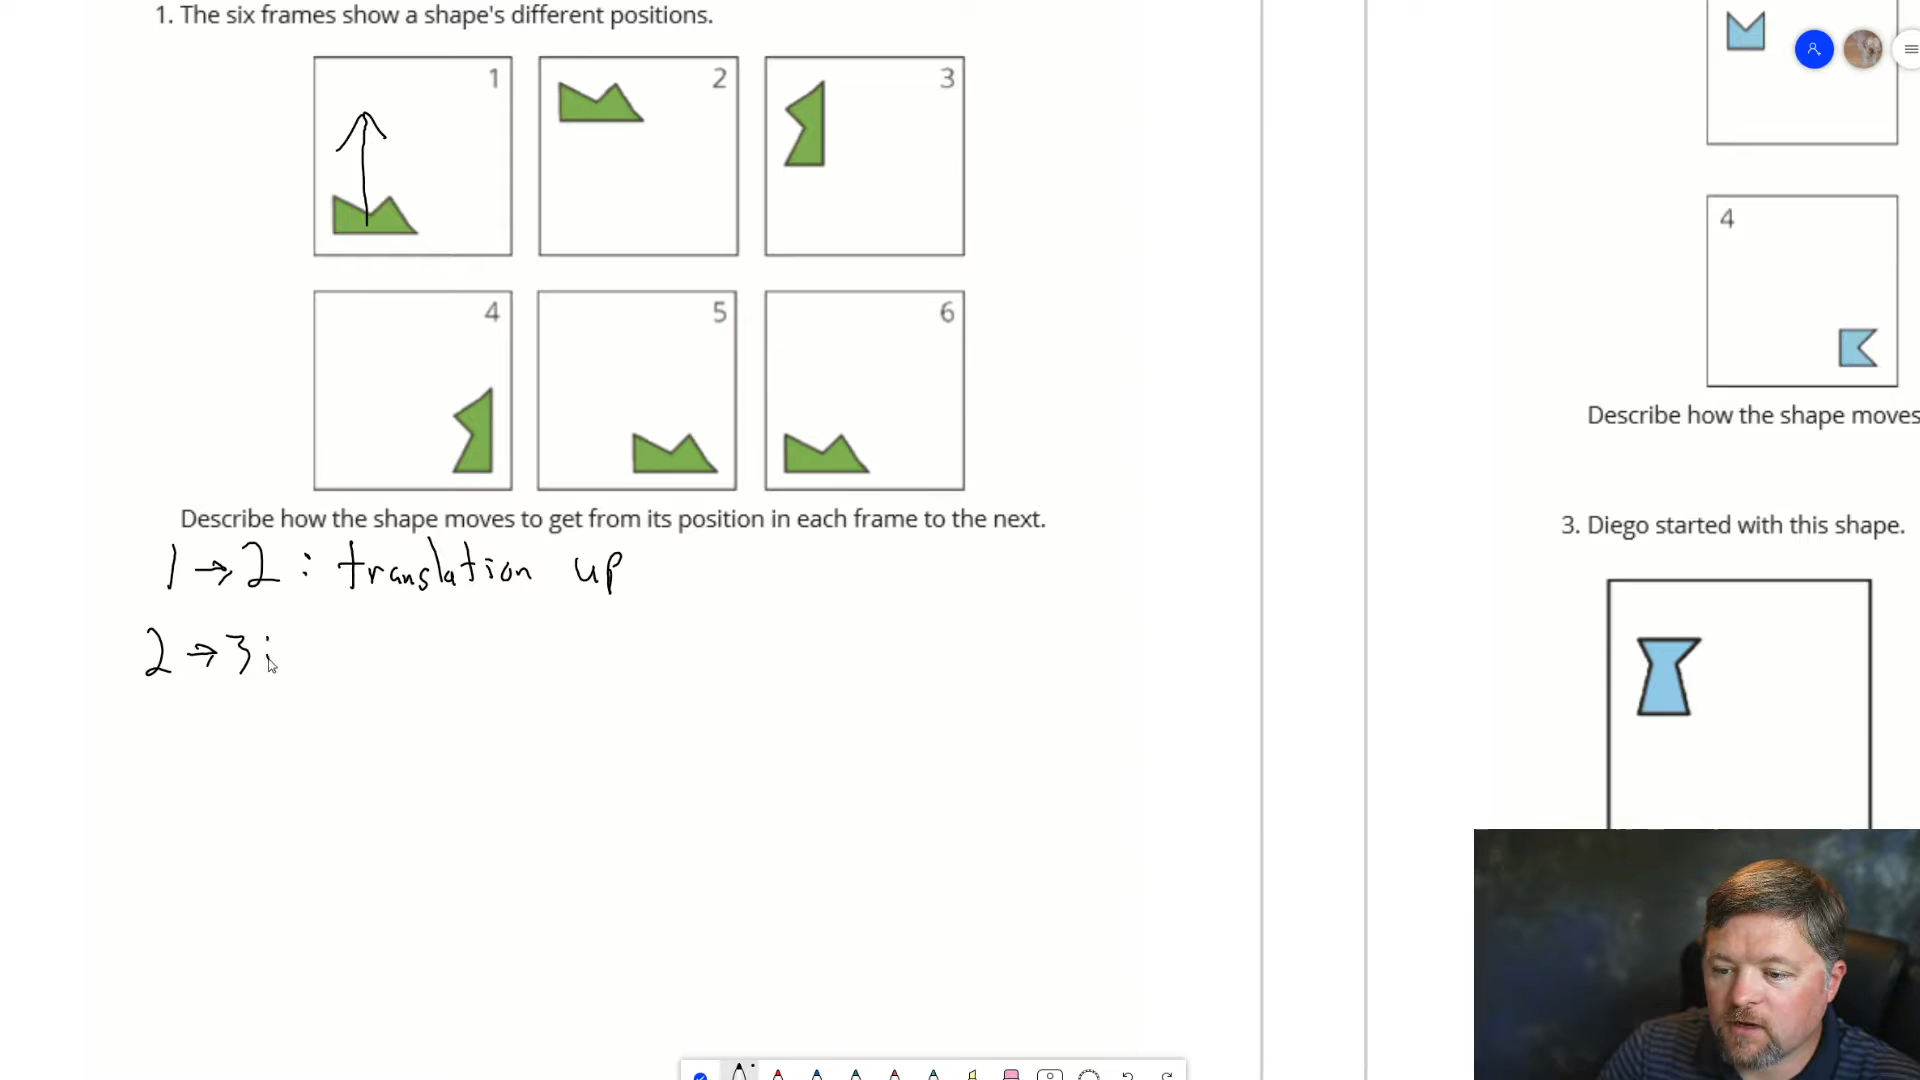 1. The six frames show a shape's different positions.
1
2
3
4
5
6
Describe how the shape moves to get from its position in each frame to the next.
1 → 2 : translation up
2 → 3 :
4
Describe how the shape moves
3. Diego started with this shape.